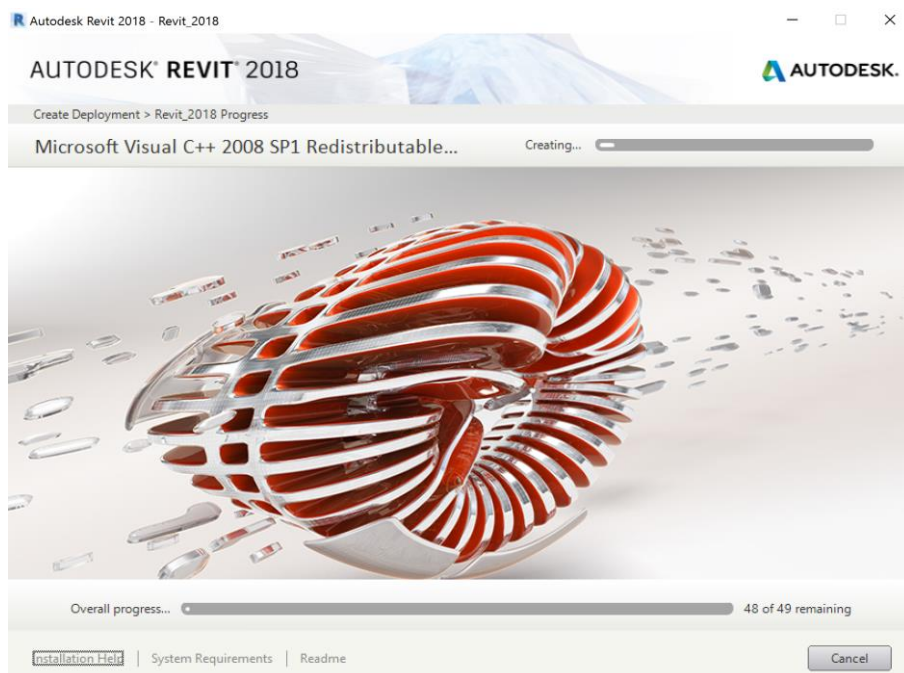 Autodesk Revit 2018 - Revit_2018
AUTODESK® REVIT® 2018
AUTODESK.
Create Deployment > Revit_2018 Progress
Microsoft Visual C++ 2008 SP1 Redistributable...
Creating...
Overall progress...
48 of 49 remaining
Installation Help | System Requirements | Readme
Cancel